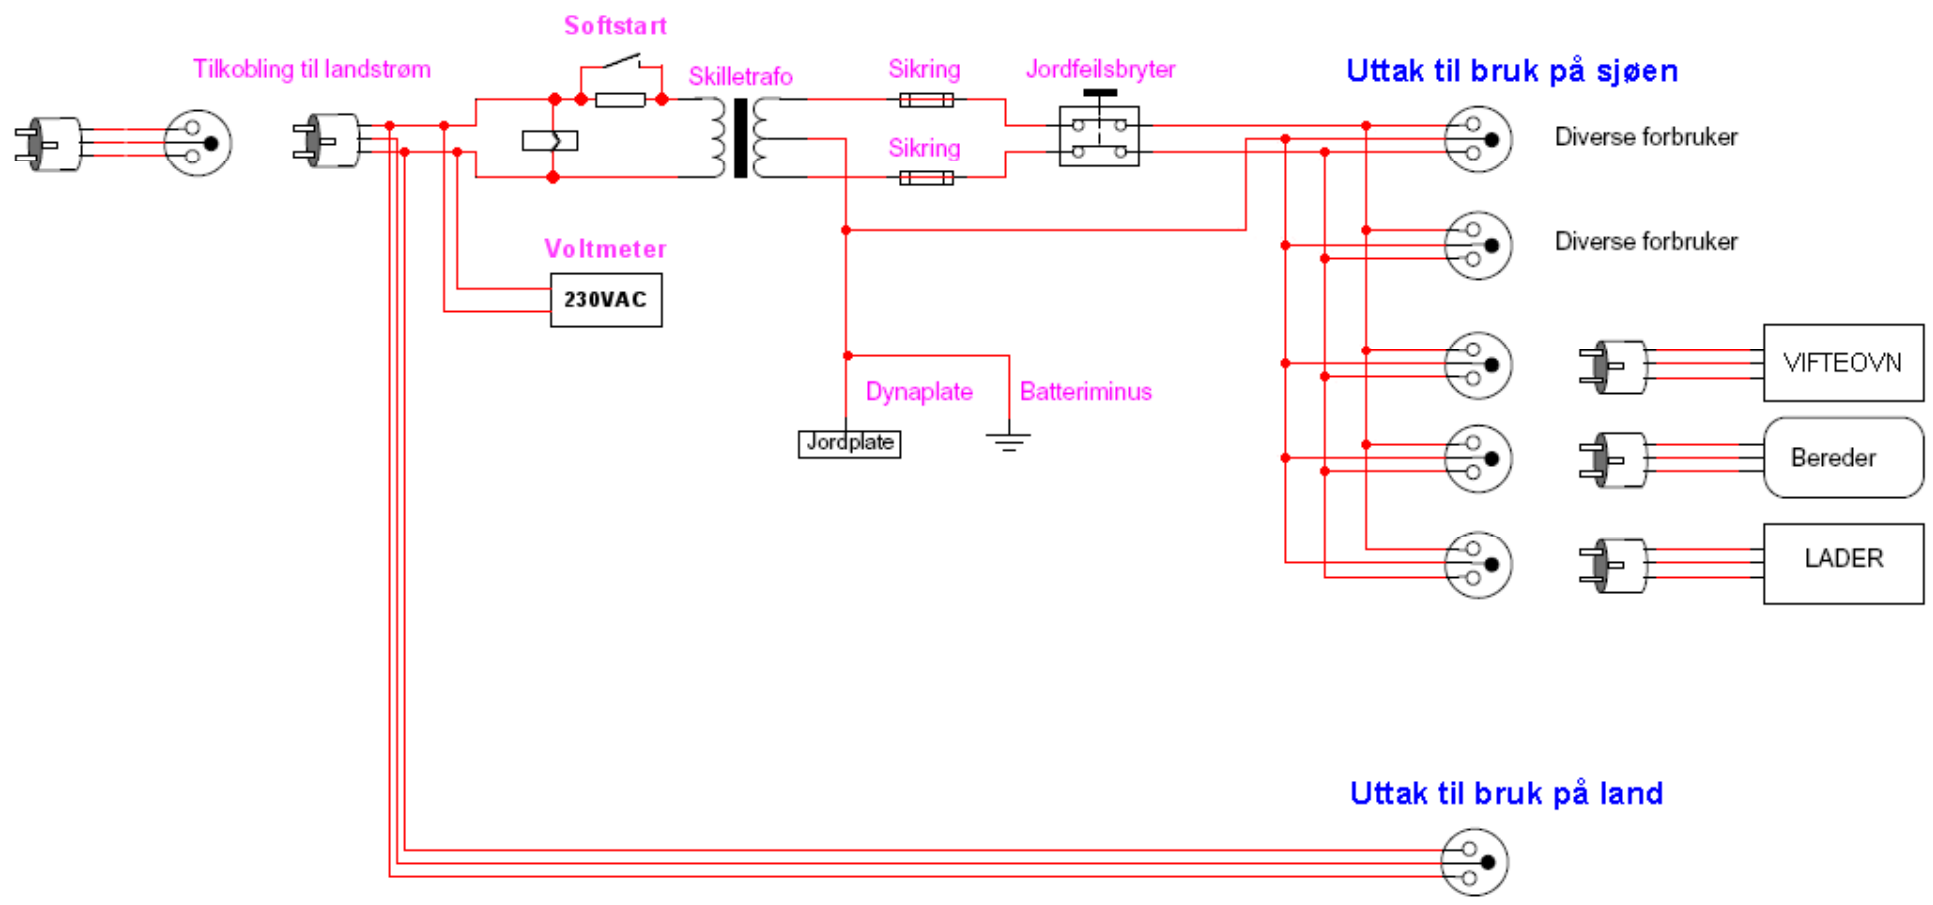 Softstart
Tilkobling til landstrøm
Skilletrafo
Sikring
Jordfeilsbryter
Uttak til bruk på sjøen
Diverse forbruker
Sikring
Diverse forbruker
Voltmeter
230VAC
VIFTEOVN
Dynaplate
Batteriminus
Jordplate
Bereder
LADER
Uttak til bruk på land